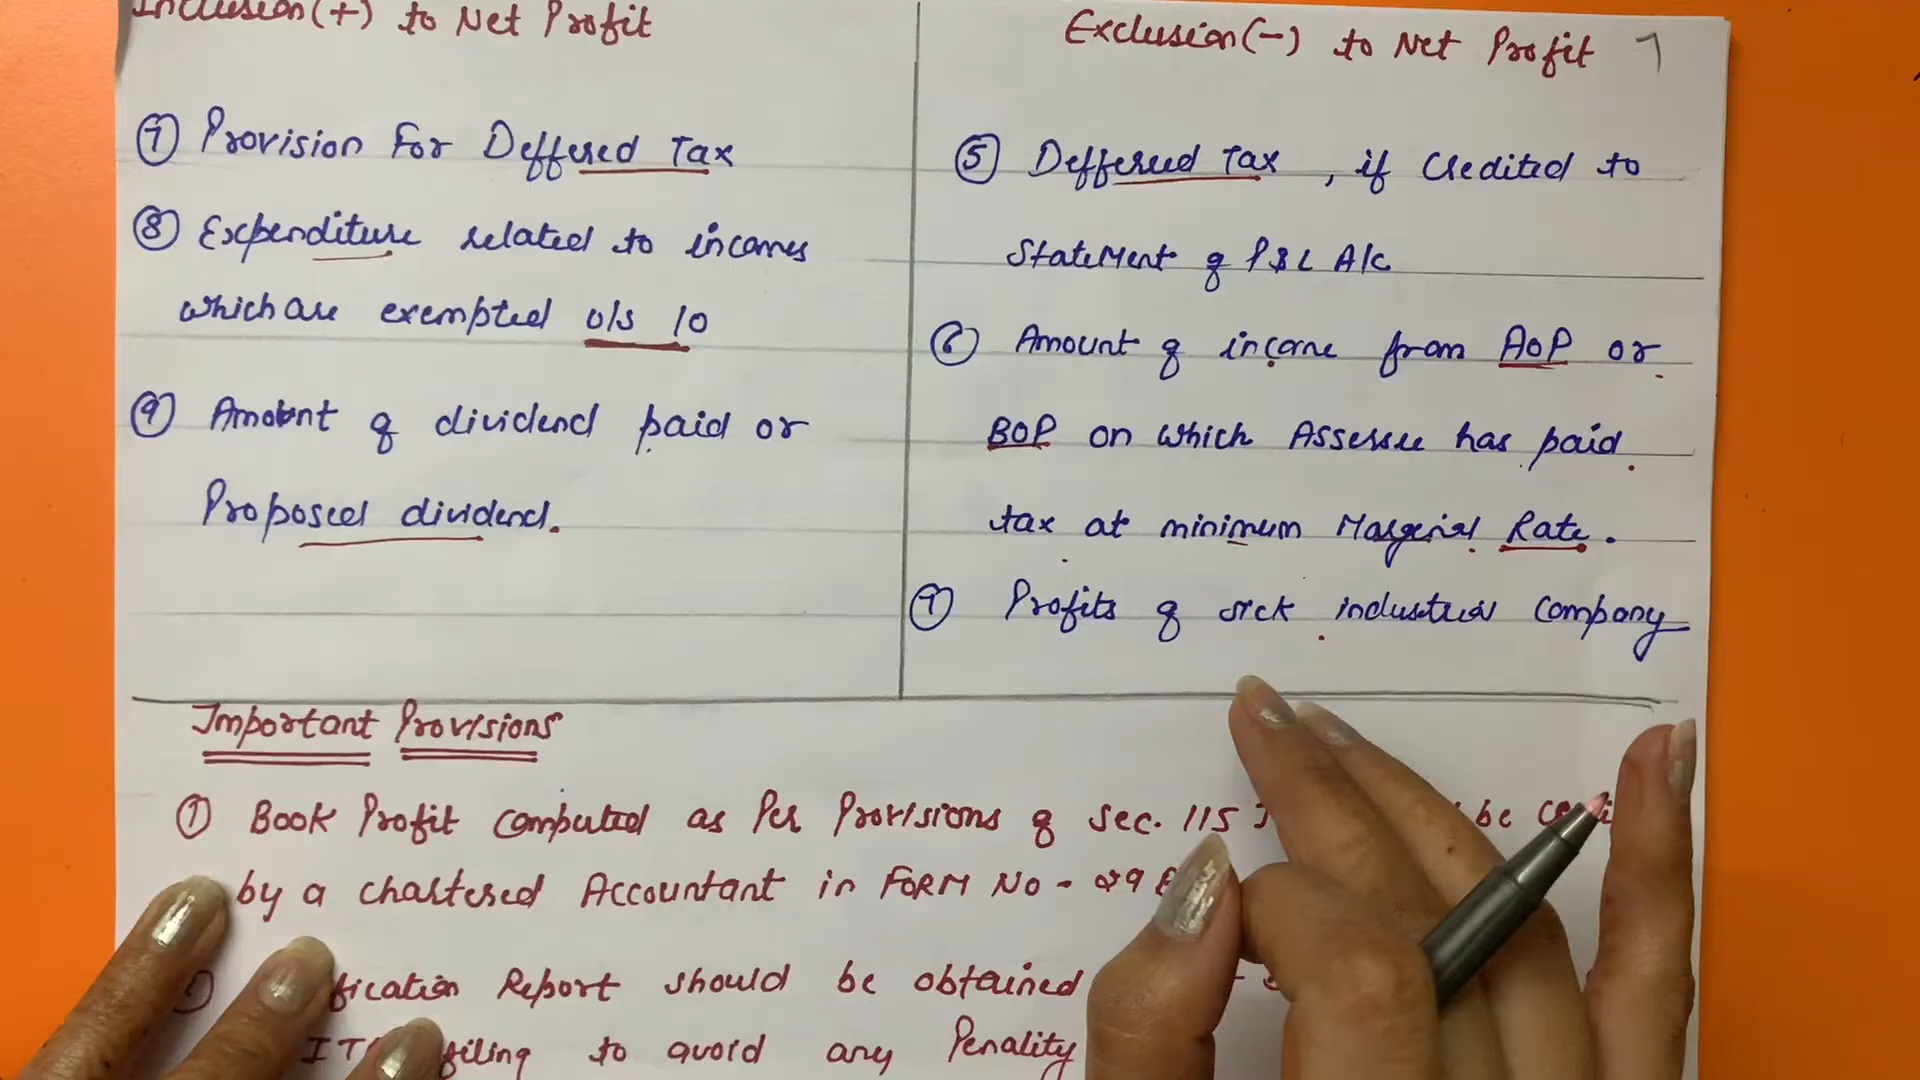 Inclusion(+) to Net Profit
⑦ Provision For Deffered Tax
⑧ Expenditure related to incomes
which are exempted u/s 10
⑨ Amount of dividend paid or
Proposed dividend.
Exclusion(-) to Net Profit
⑤ Deffered Tax, if Credited to
Statement of P&L A/c
⑥ Amount of income from AOP or
BOP on which Assessee has paid
tax at minimum Marginal Rate.
⑦ Profits of sick industrial Company
Important Provisions
① Book Profit computed as Per Provisions of Sec. 115 J be
by a chartered Accountant in FORM NO - 29
Report should be obtained
filing to avoid any Penality